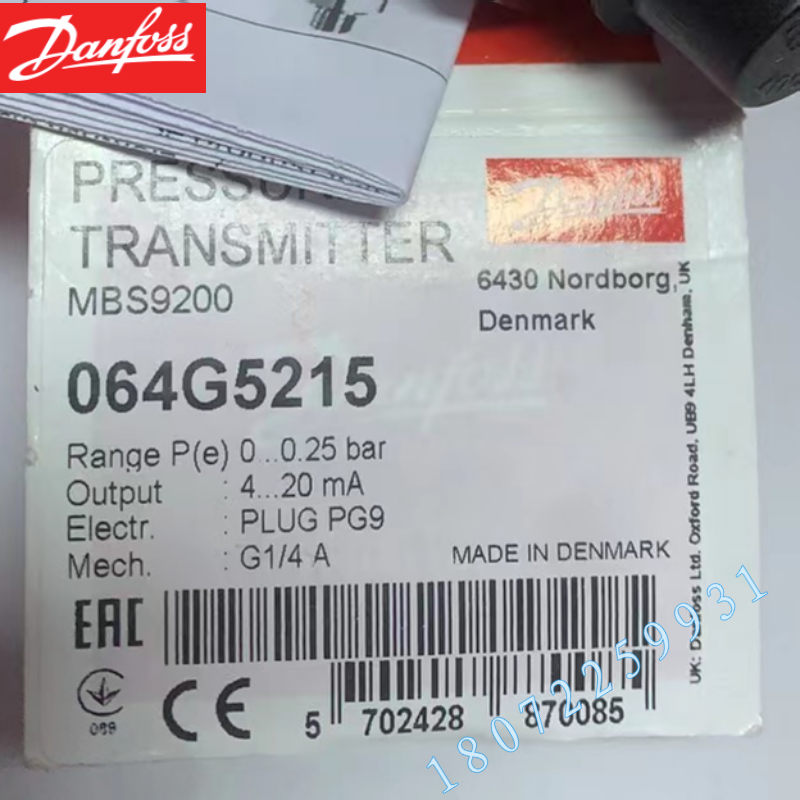 Danfoss
PRESSURE
TRANSMITTER
MBS9200
Danfoss
6430 Nordborg,
Denmark
064G5215
Danfoss
Range P(e) 0...0.25 bar
Output : 4...20 mA
Electr. : PLUG PG9
Mech. : G1/4 A
MADE IN DENMARK
UK: Danfoss Ltd. Oxford Road, UB9 4LH Denham, UK
EAC
CE
5 702428 870085
18072259931